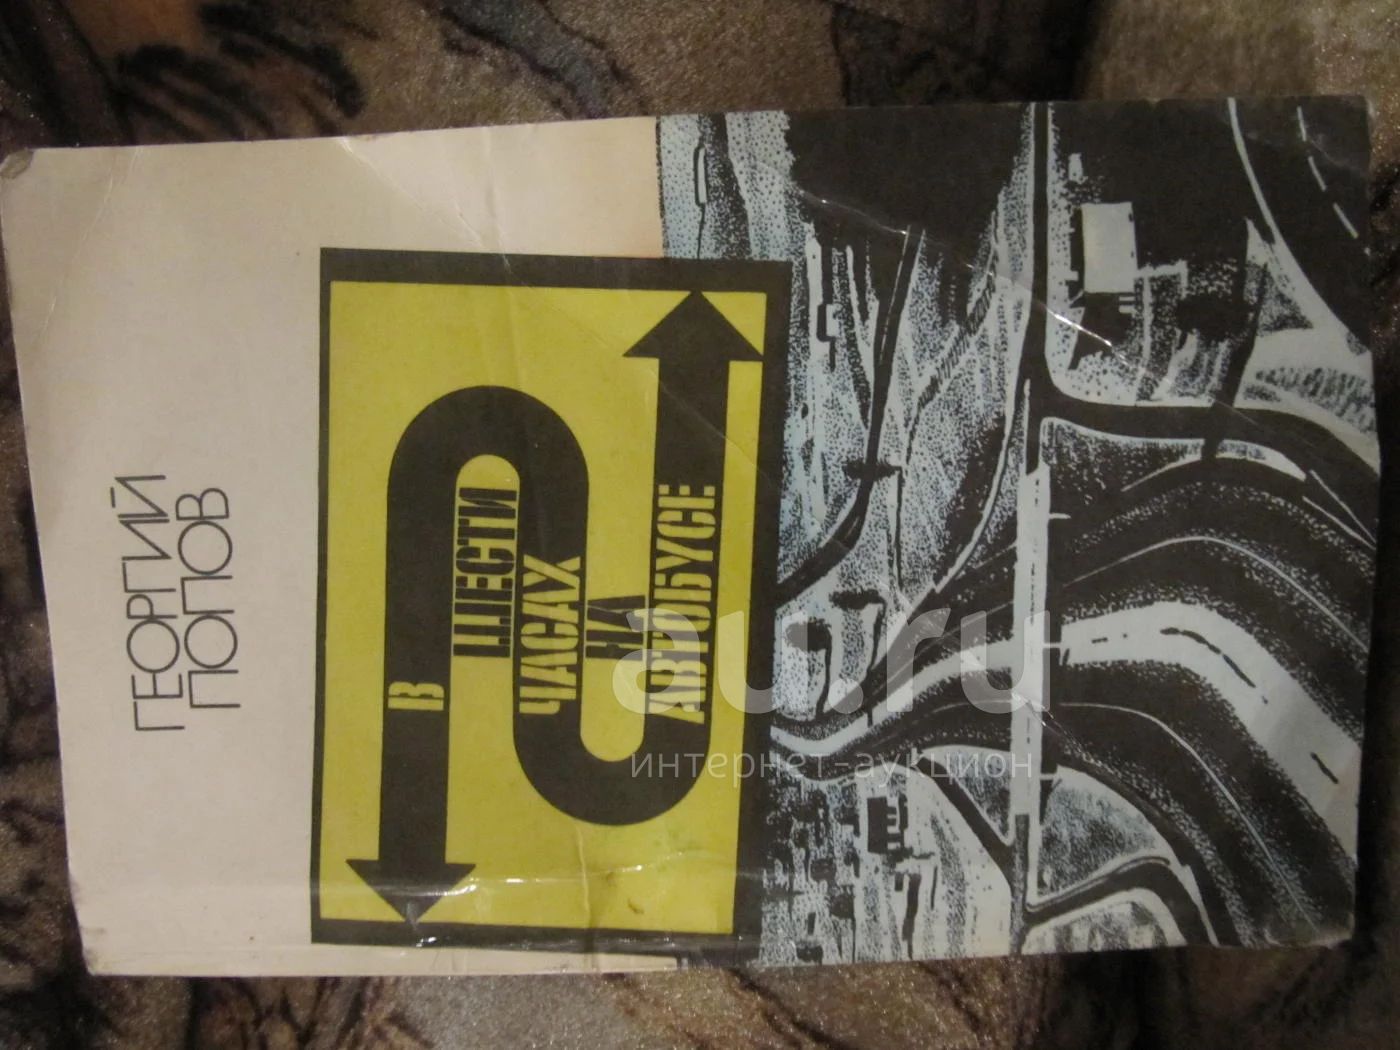 ГЕОРГИЙ
ПОПОВ
В
ШЕСТИ
ЧАСАХ
НА
АВТОБУСЕ
au.ru
интернет-аукцион